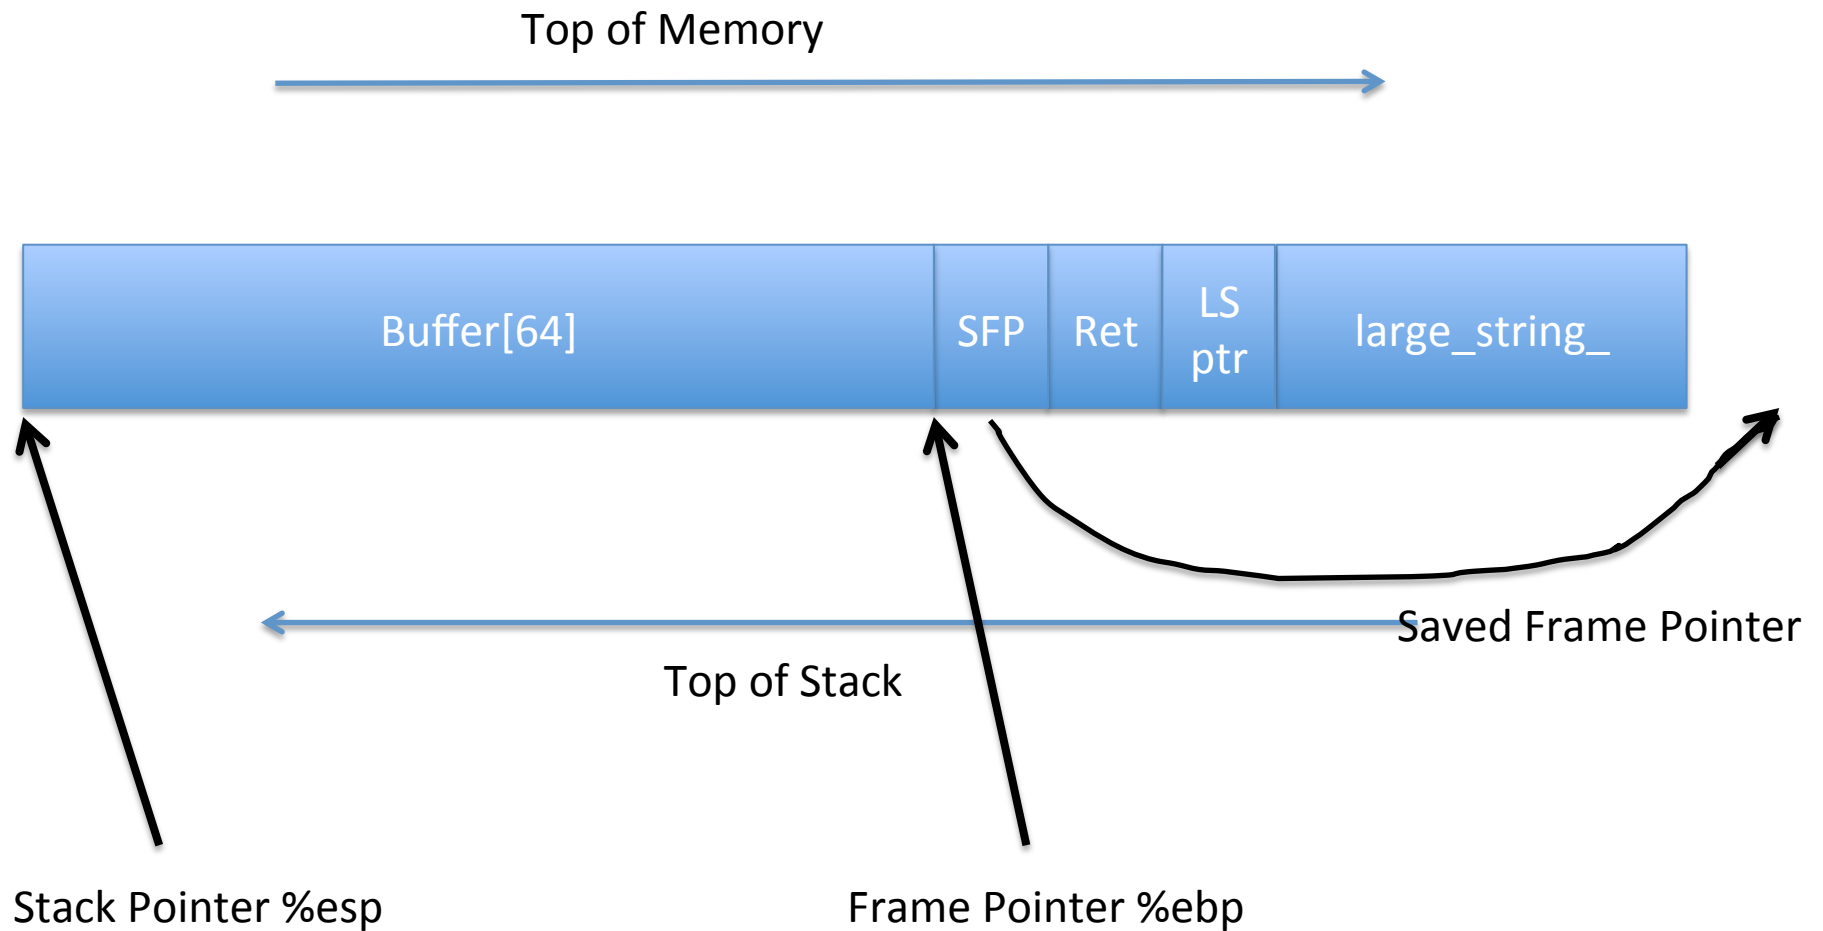 Top of Memory
Buffer[64]
SFP
Ret
LS
ptr
large_string_
Saved Frame Pointer
Top of Stack
Stack Pointer %esp
Frame Pointer %ebp